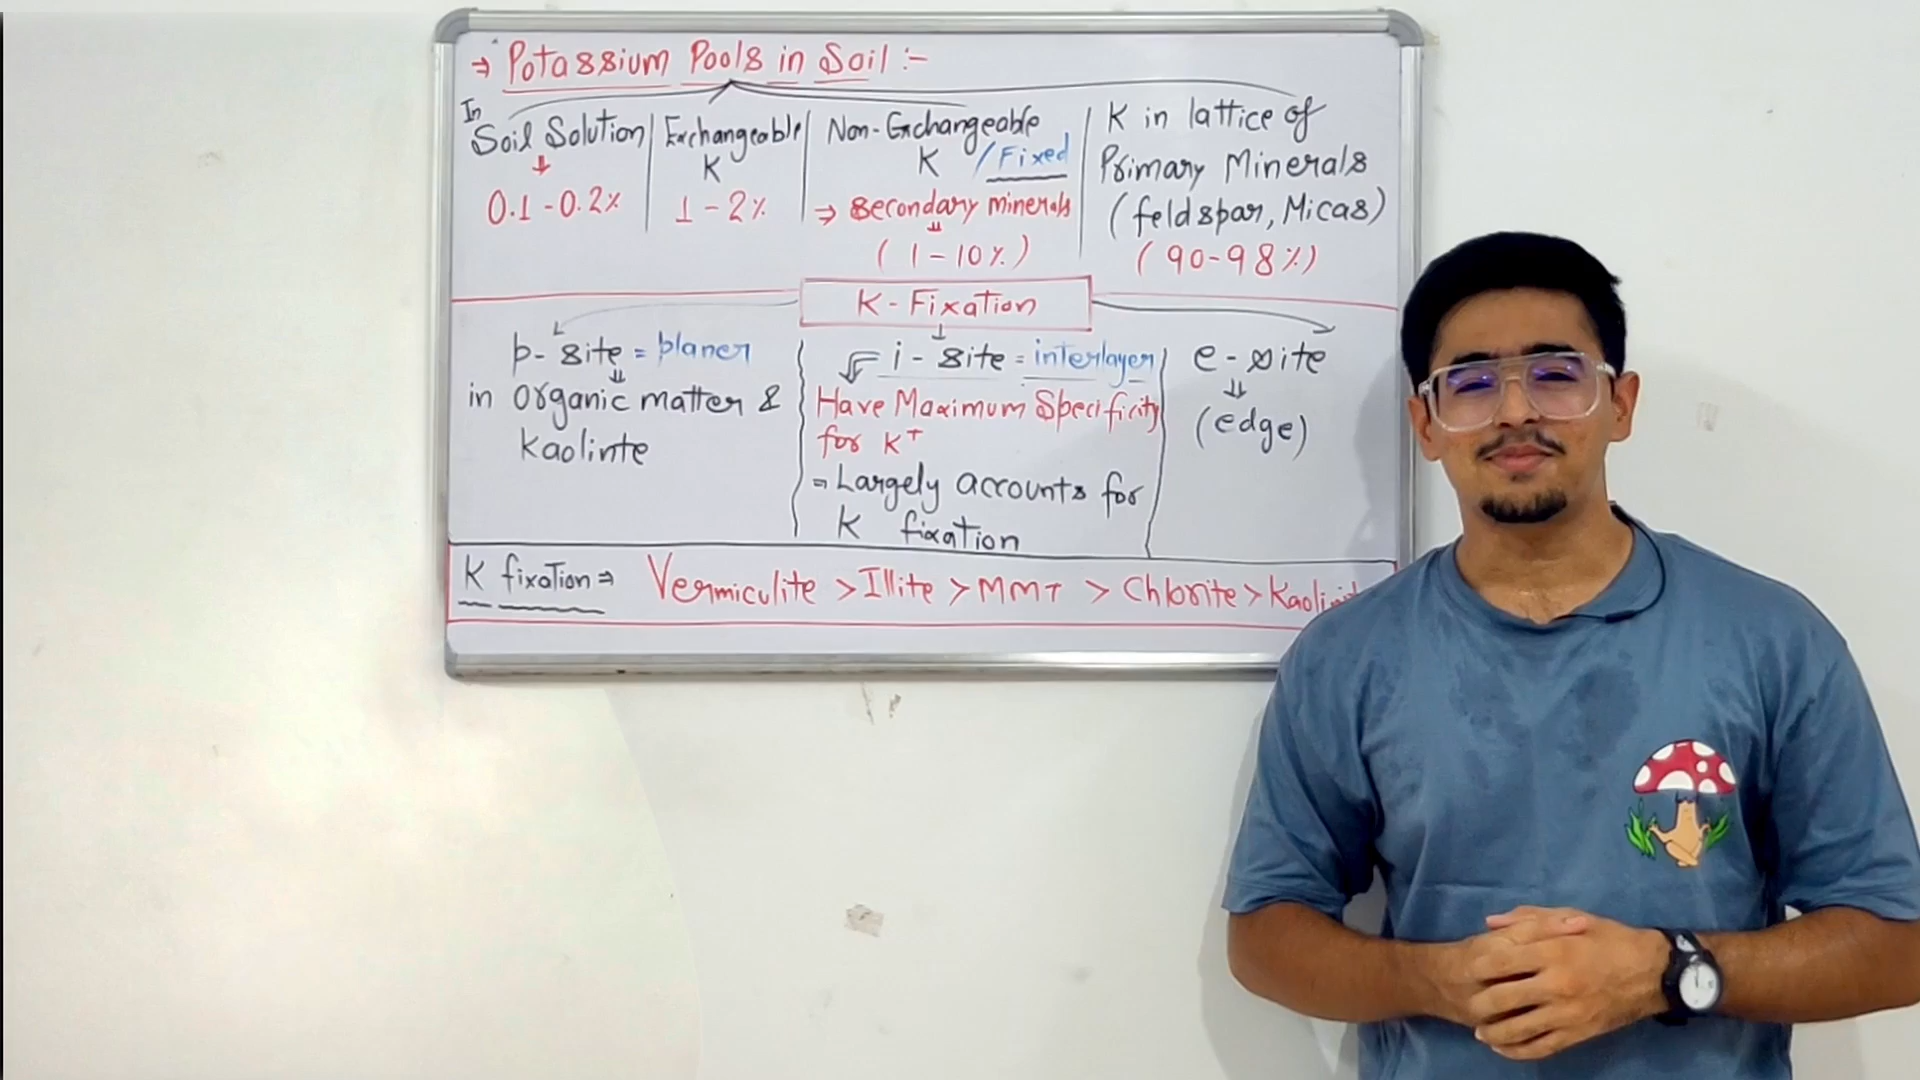 ⇒ Potassium Pools in Soil :-
In Soil Solution
↓
0.1 - 0.2%
Exchangeable
K
1 - 2%
Non-Exchangeable
K / Fixed
⇒ Secondary minerals
(1 - 10%)
K in lattice of
Primary Minerals
(feldspar, Micas)
(90-98%)
K - Fixation
p- site = planer
in organic matter &
Kaolinte
i - site = interlayer
Have Maximum Specificity
for K+
= Largely accounts for
K fixation
e - site
(edge)
K fixation ⇒ Vermiculite > Illite > MMT > Chlorite >